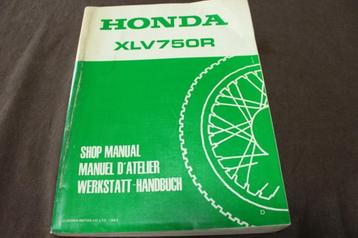 HONDA
XLV750R
SHOP MANUAL
MANUEL D'ATELIER
WERKSTATT-HANDBUCH
D